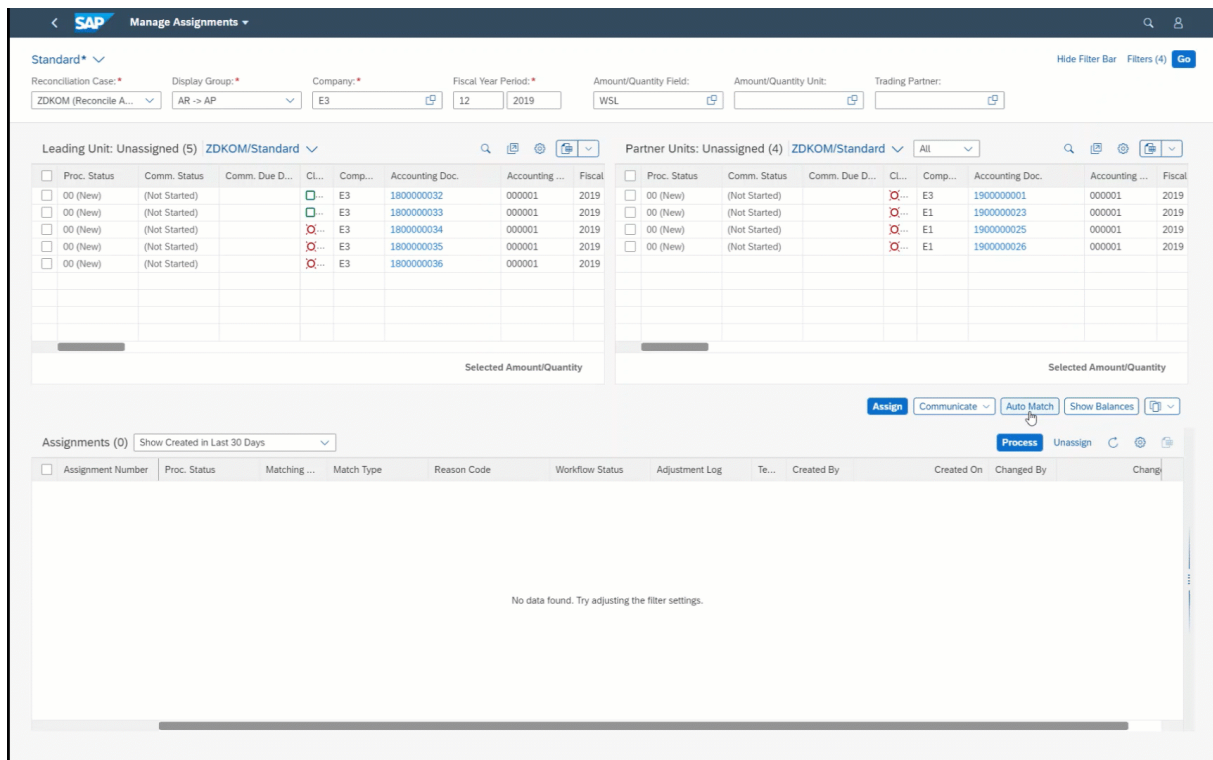 SAP Manage Assignments
Standard*
Hide Filter Bar Filters (4) Go
Reconciliation Case:* Display Group:* Company:* Fiscal Year Period:* Amount/Quantity Field: Amount/Quantity Unit: Trading Partner:
ZDKOM (Reconcile A... AR -> AP E3 12 2019 WSL
Leading Unit: Unassigned (5) ZDKOM/Standard
Proc. Status Comm. Status Comm. Due D... Cl... Comp... Accounting Doc. Accounting ... Fiscal
00 (New) (Not Started) ... E3 1800000032 000001 2019
00 (New) (Not Started) ... E3 1800000033 000001 2019
00 (New) (Not Started) ... E3 1800000034 000001 2019
00 (New) (Not Started) ... E3 1800000035 000001 2019
00 (New) (Not Started) ... E3 1800000036 000001 2019
Selected Amount/Quantity
Partner Units: Unassigned (4) ZDKOM/Standard All
Proc. Status Comm. Status Comm. Due D... Cl... Comp... Accounting Doc. Accounting ... Fiscal
00 (New) (Not Started) ... E3 1900000001 000001 2019
00 (New) (Not Started) ... E1 1900000023 000001 2019
00 (New) (Not Started) ... E1 1900000025 000001 2019
00 (New) (Not Started) ... E1 1900000026 000001 2019
Selected Amount/Quantity
Assign Communicate Auto Match Show Balances
Assignments (0) Show Created in Last 30 Days Process Unassign
Assignment Number Proc. Status Matching ... Match Type Reason Code Workflow Status Adjustment Log Te... Created By Created On Changed By Change
No data found. Try adjusting the filter settings.